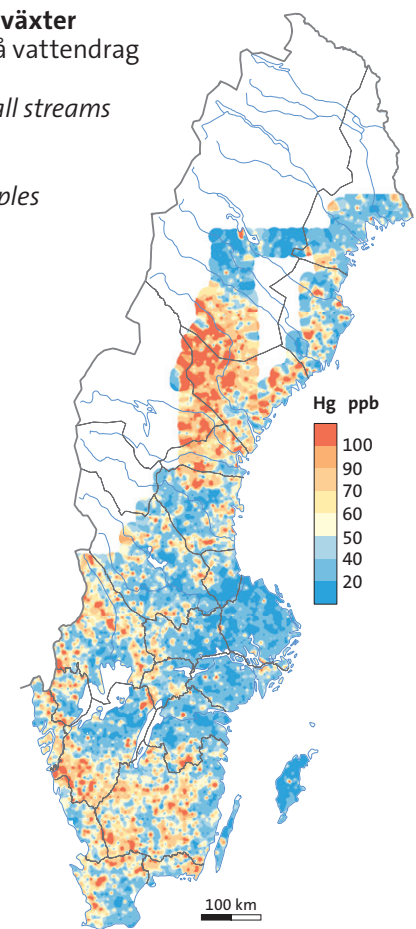 växter
å vattendrag
all streams
ples
Hg ppb
100
90
70
60
50
40
20
100 km